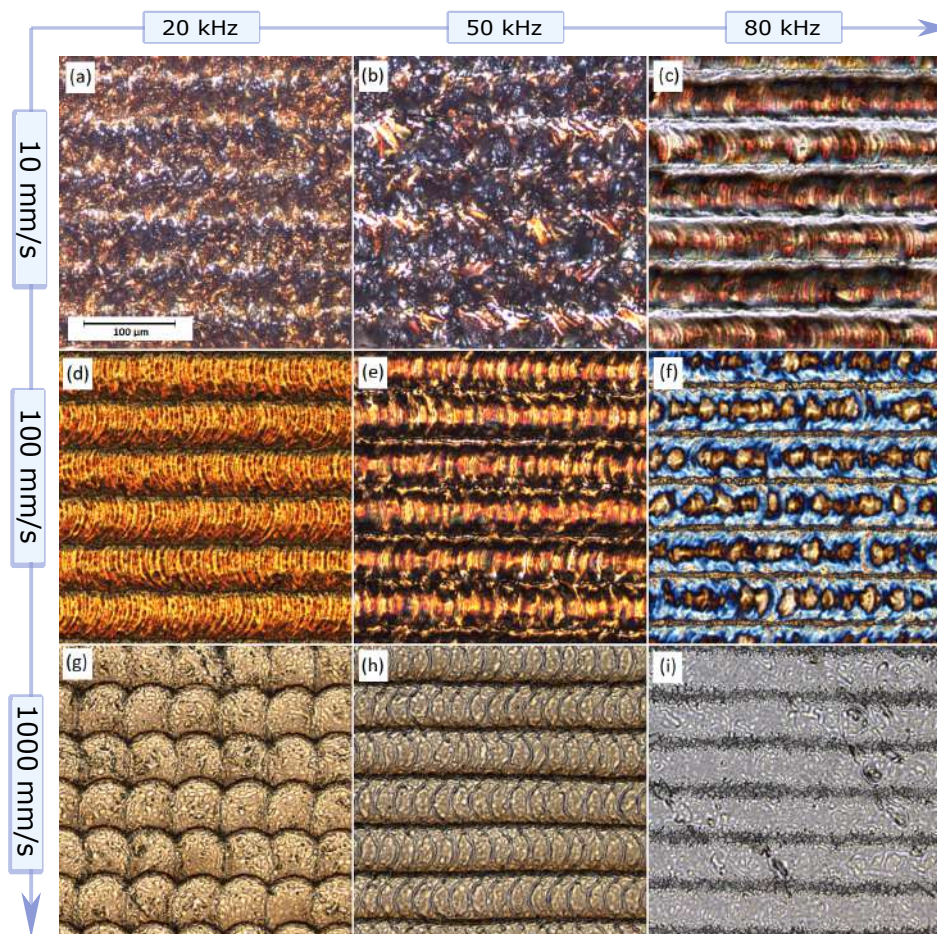 20 kHz 50 kHz 80 kHz
10 mm/s
(a) (b) (c)
100 μm
100 mm/s
(d) (e) (f)
1000 mm/s
(g) (h) (i)